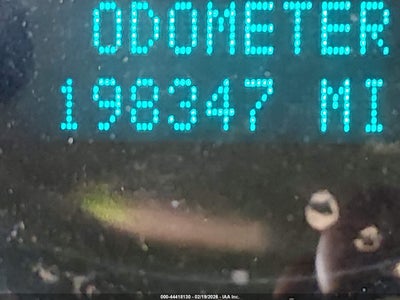 ODOMETER
198347 MI
000-44418130 - 02/19/2026 - IAA Inc.